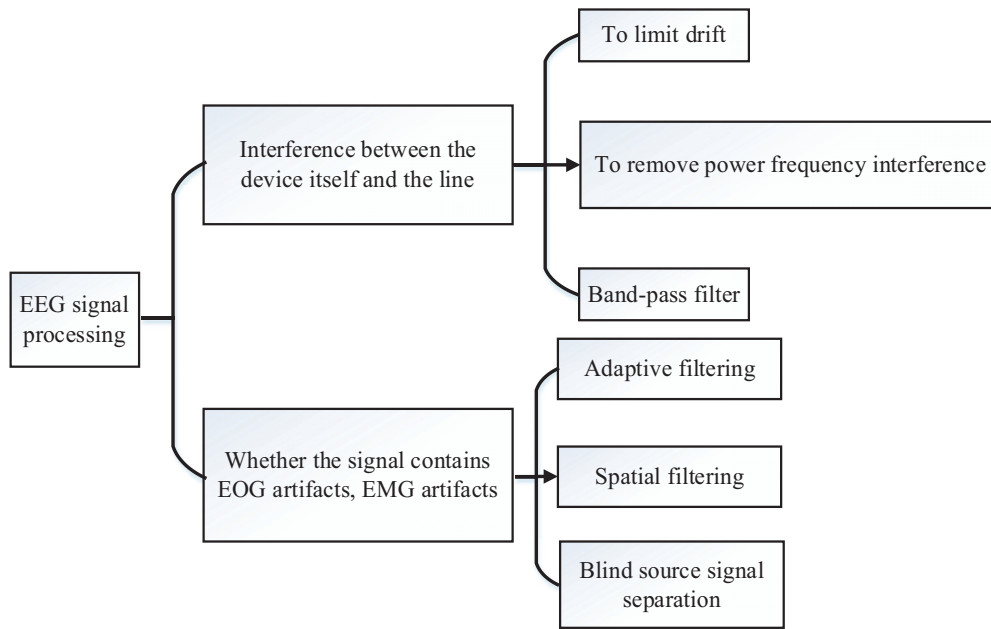 To limit drift
Interference between the
device itself and the line
To remove power frequency interference
Band-pass filter
EEG signal
processing
Adaptive filtering
Whether the signal contains
EOG artifacts, EMG artifacts
Spatial filtering
Blind source signal
separation